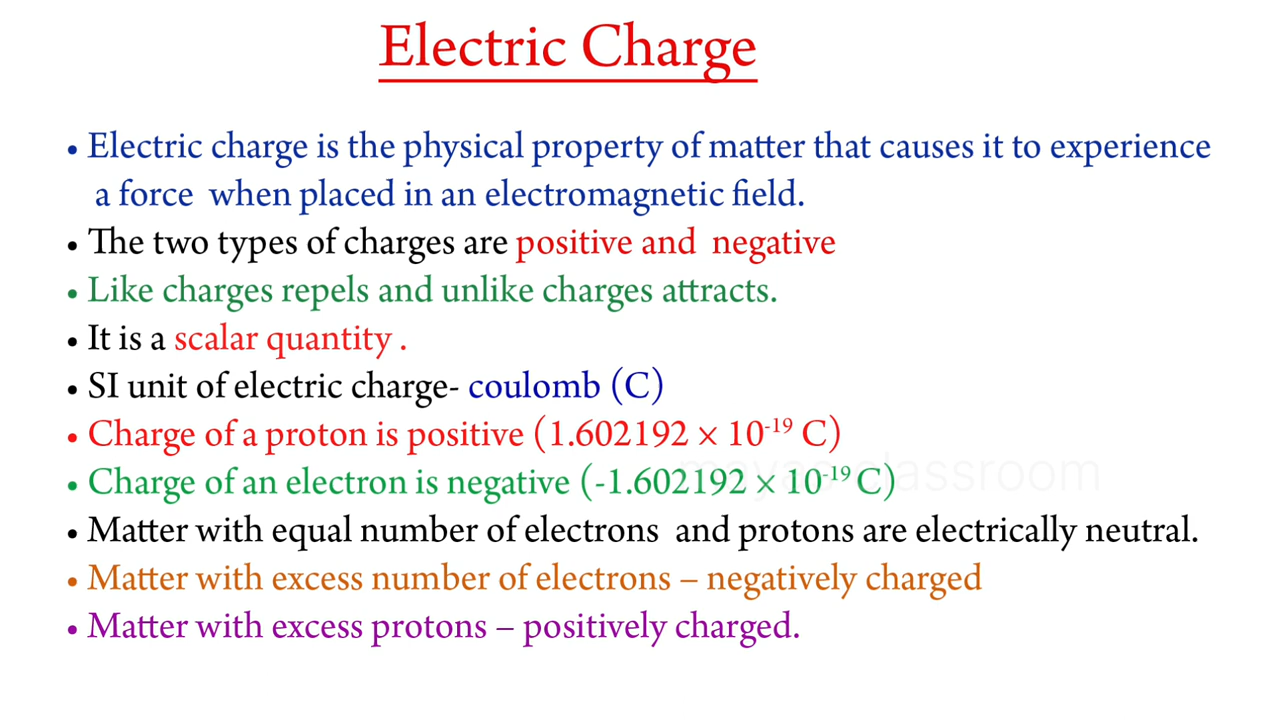 Electric Charge
• Electric charge is the physical property of matter that causes it to experience
a force when placed in an electromagnetic field.
• The two types of charges are positive and negative
• Like charges repels and unlike charges attracts.
• It is a scalar quantity .
• SI unit of electric charge- coulomb (C)
• Charge of a proton is positive (1.602192 × 10⁻¹⁹ C)
• Charge of an electron is negative (-1.602192 × 10⁻¹⁹ C)
classroom
• Matter with equal number of electrons and protons are electrically neutral.
• Matter with excess number of electrons – negatively charged
• Matter with excess protons – positively charged.